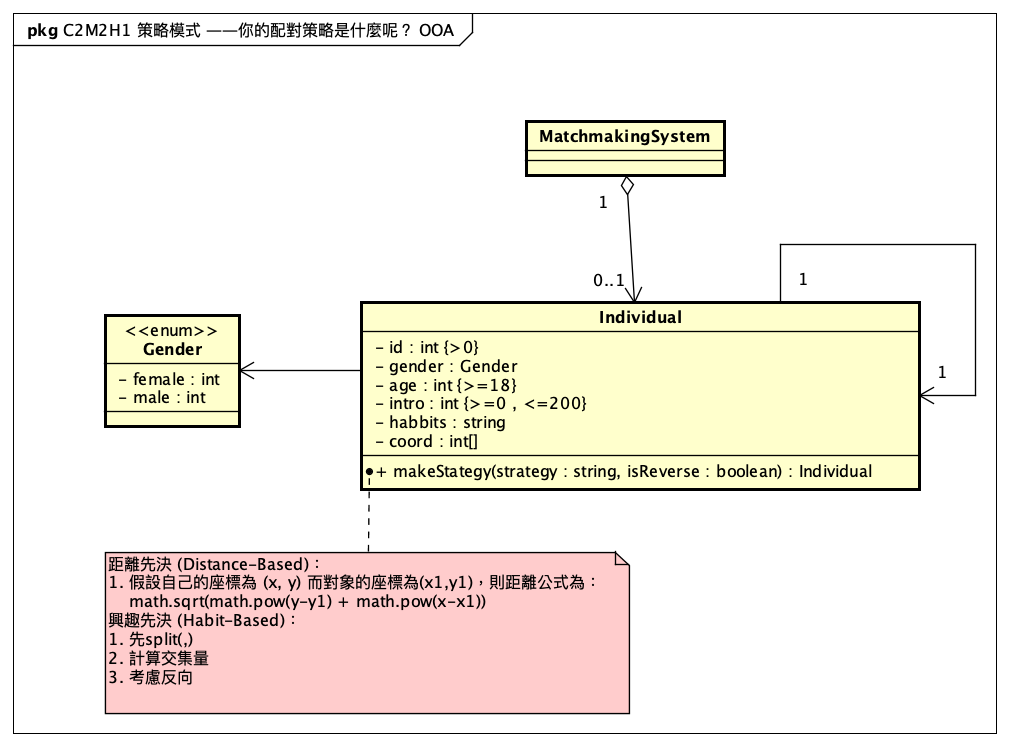 pkg C2M2H1 策略模式 ——你的配對策略是什麼呢？ OOA
MatchmakingSystem
1
0..1
1
1
Individual
- id : int {>0}
- gender : Gender
- age : int {>=18}
- intro : int {>=0 , <=200}
- habbits : string
- coord : int[]
+ makeStategy(strategy : string, isReverse : boolean) : Individual
<<enum>>
Gender
- female : int
- male : int
距離先決 (Distance-Based)：
1. 假設自己的座標為 (x, y) 而對象的座標為(x1,y1)，則距離公式為：
math.sqrt(math.pow(y-y1) + math.pow(x-x1))
興趣先決 (Habit-Based)：
1. 先split(,)
2. 計算交集量
3. 考慮反向